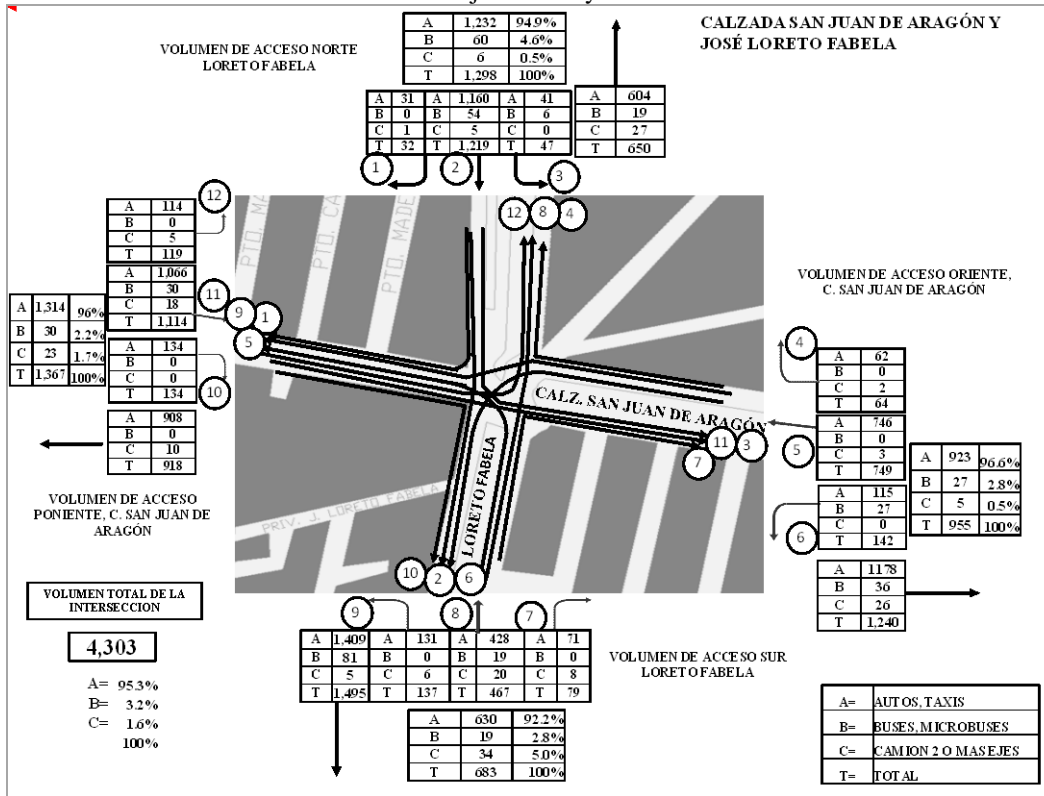 CALZADA SAN JUAN DE ARAGÓN Y
JOSÉ LORETO FABELA
VOLUMEN DE ACCESO NORTE
LORETO FABELA
A 1,232 94.9%
B 60 4.6%
C 6 0.5%
T 1,298 100%
A 31 A 1,160 A 41
B 0 B 54 B 6
C 1 C 5 C 0
T 32 T 1,219 T 47
A 604
B 19
C 27
T 650
1 2 3
12
A 114
B 0
C 5
T 119
11
A 1,066
B 30
C 18
T 1,114
A 1,314 96%
B 30 2.2%
C 23 1.7%
T 1,367 100%
A 134
B 0
C 0
T 134
10
A 908
B 0
C 10
T 918
VOLUMEN DE ACCESO
PONIENTE, C. SAN JUAN DE
ARAGÓN
PTO. MA
PTO. CA
PTO. MADE
12 8 4
9 1
5
CALZ. SAN JUAN DE ARAGÓN
11 3
7
LORETO FABELA
PRIV. J. LORETO FABELA
10 2 6
VOLUMEN DE ACCESO ORIENTE,
C. SAN JUAN DE ARAGÓN
4
A 62
B 0
C 2
T 64
5
A 746
B 0
C 3
T 749
A 923 96.6%
B 27 2.8%
C 5 0.5%
T 955 100%
6
A 115
B 27
C 0
T 142
A 1178
B 36
C 26
T 1,240
VOLUMEN TOTAL DE LA
INTERSECCION
4,303
A= 95.3%
B= 3.2%
C= 1.6%
100%
9 8 7
A 1,409 A 131 A 428 A 71
B 81 B 0 B 19 B 0
C 5 C 6 C 20 C 8
T 1,495 T 137 T 467 T 79
VOLUMEN DE ACCESO SUR
LORETO FABELA
A 630 92.2%
B 19 2.8%
C 34 5.0%
T 683 100%
A= AUTOS, TAXIS
B= BUSES, MICROBUSES
C= CAMION 2 O MAS EJES
T= TOTAL